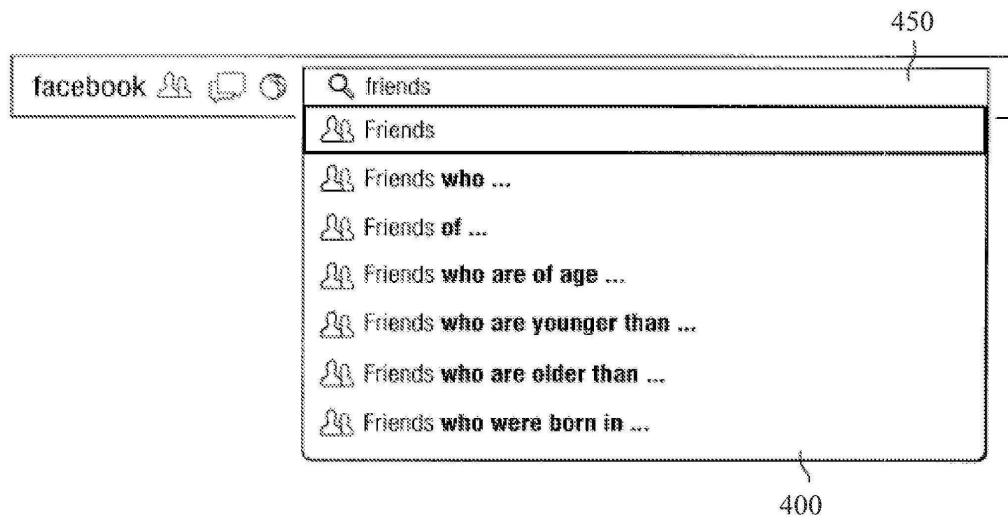 450
facebook friends
Friends
Friends who ...
Friends of ...
Friends who are of age ...
Friends who are younger than ...
Friends who are older than ...
Friends who were born in ...
400